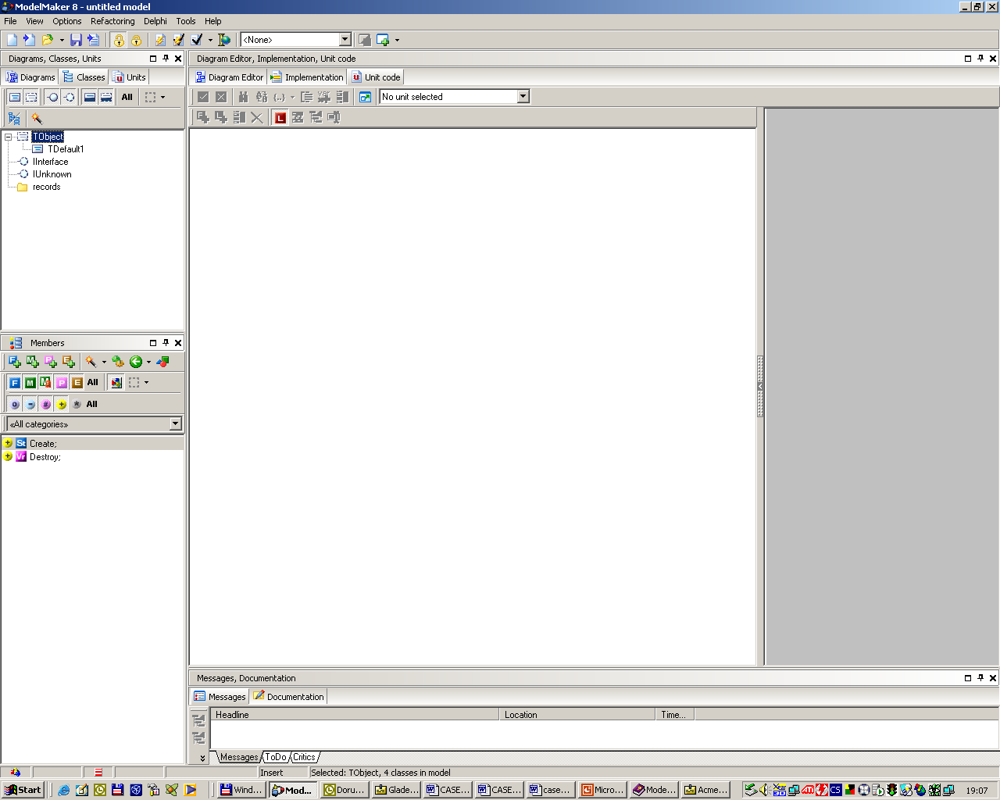 ModelMaker 8 - untitled model
File View Options Refactoring Delphi Tools Help
<None>
Diagrams, Classes, Units
Diagram Editor, Implementation, Unit code
Diagrams Classes Units
Diagram Editor Implementation Unit code
All
No unit selected
TObject
TDefault1
IInterface
IUnknown
records
Members
All
All
«All categories»
Create;
Destroy;
Messages, Documentation
Messages Documentation
Headline Location Time...
Messages ToDo Critics
Insert Selected: TObject, 4 classes in model
Start Wind... Mod... Doru... Glade... CASE... CASE... case... Micro... Mode... Acme... CS 19:07